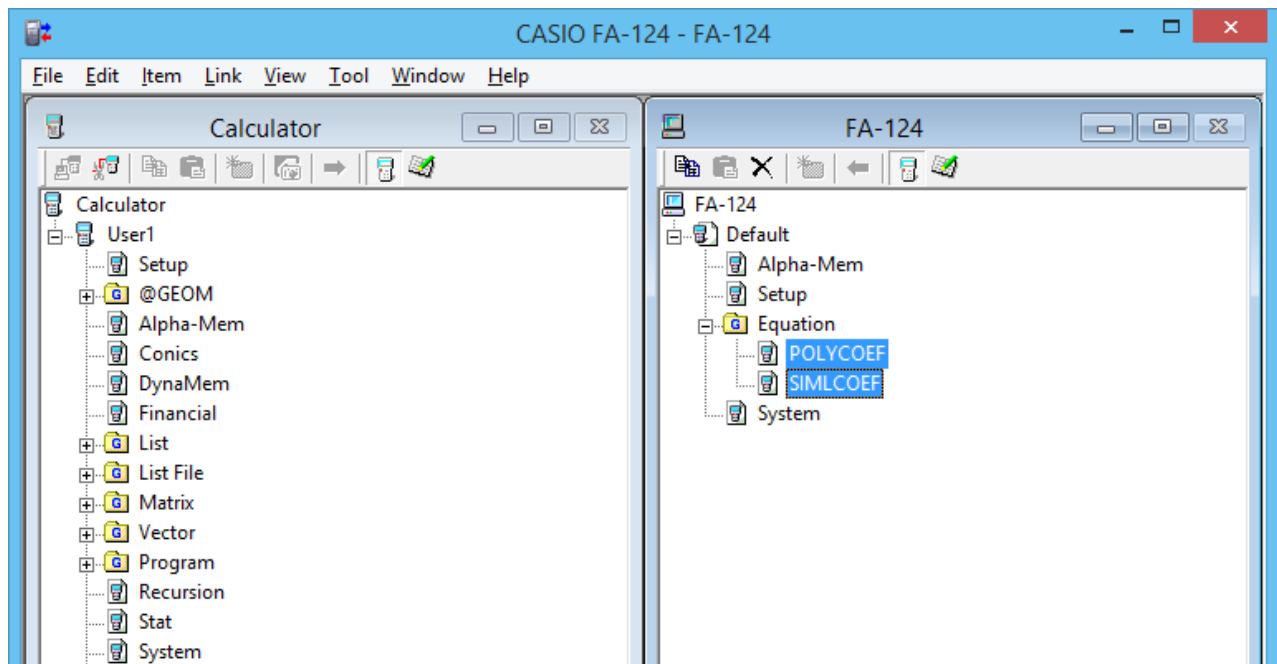 CASIO FA-124 - FA-124
File Edit Item Link View Tool Window Help
Calculator
Calculator
User1
Setup
@GEOM
Alpha-Mem
Conics
DynaMem
Financial
List
List File
Matrix
Vector
Program
Recursion
Stat
System
FA-124
FA-124
Default
Alpha-Mem
Setup
Equation
POLYCOEF
SIMLCOEF
System